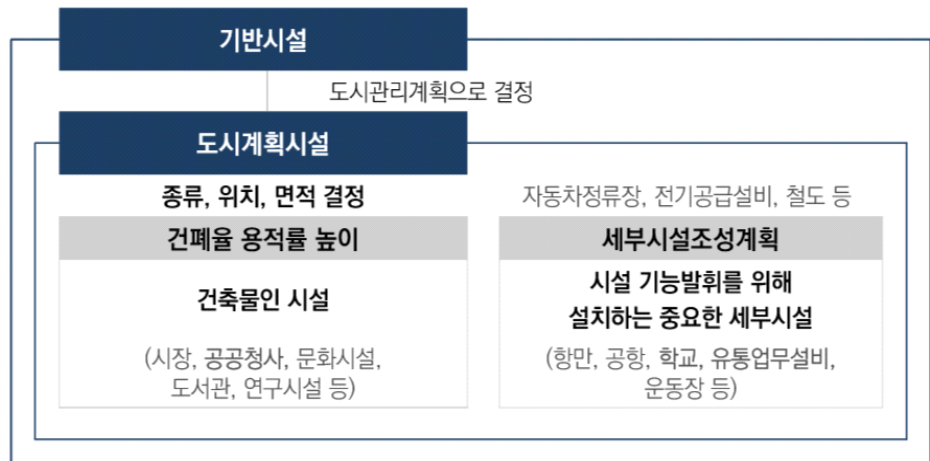 기반시설
도시관리계획으로 결정
도시계획시설
종류, 위치, 면적 결정
건폐율 용적률 높이
건축물인 시설
(시장, 공공청사, 문화시설,
도서관, 연구시설 등)
자동차정류장, 전기공급설비, 철도 등
세부시설조성계획
시설 기능발휘를 위해
설치하는 중요한 세부시설
(항만, 공항, 학교, 유통업무설비,
운동장 등)